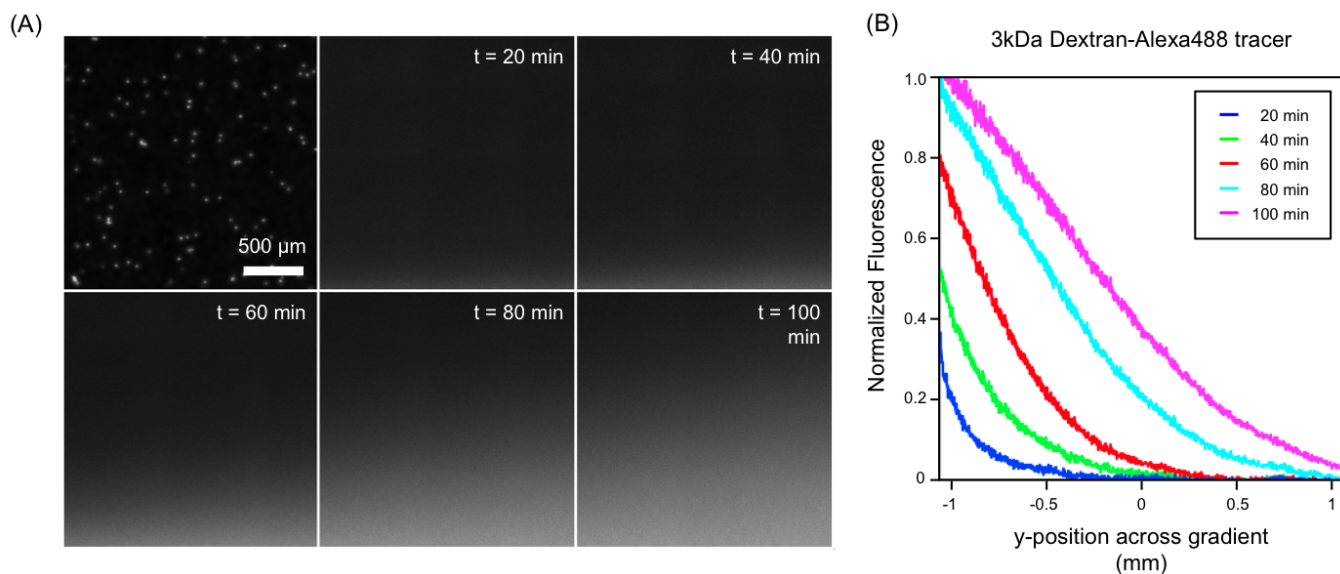 (A)
500 µm
t = 20 min
t = 40 min
t = 60 min
t = 80 min
t = 100
min
(B)
3kDa Dextran-Alexa488 tracer
Normalized Fluorescence
1.0
0.8
0.6
0.4
0.2
0
20 min
40 min
60 min
80 min
100 min
-1
-0.5
0
0.5
1
y-position across gradient
(mm)